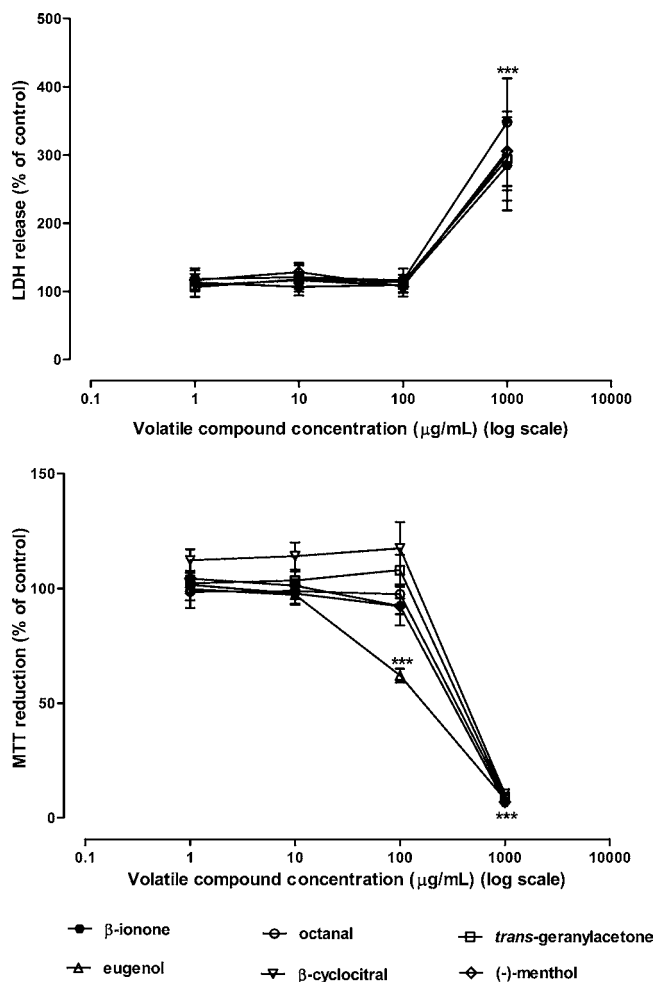 500
400
300
200
100
0
LDH release (% of control)
***
0.1 1 10 100 1000 10000
Volatile compound concentration (μg/mL) (log scale)
150
100
50
0
MTT reduction (% of control)
***
***
0.1 1 10 100 1000 10000
Volatile compound concentration (μg/mL) (log scale)
β-ionone octanal trans-geranylacetone
eugenol β-cyclocitral (-)-menthol